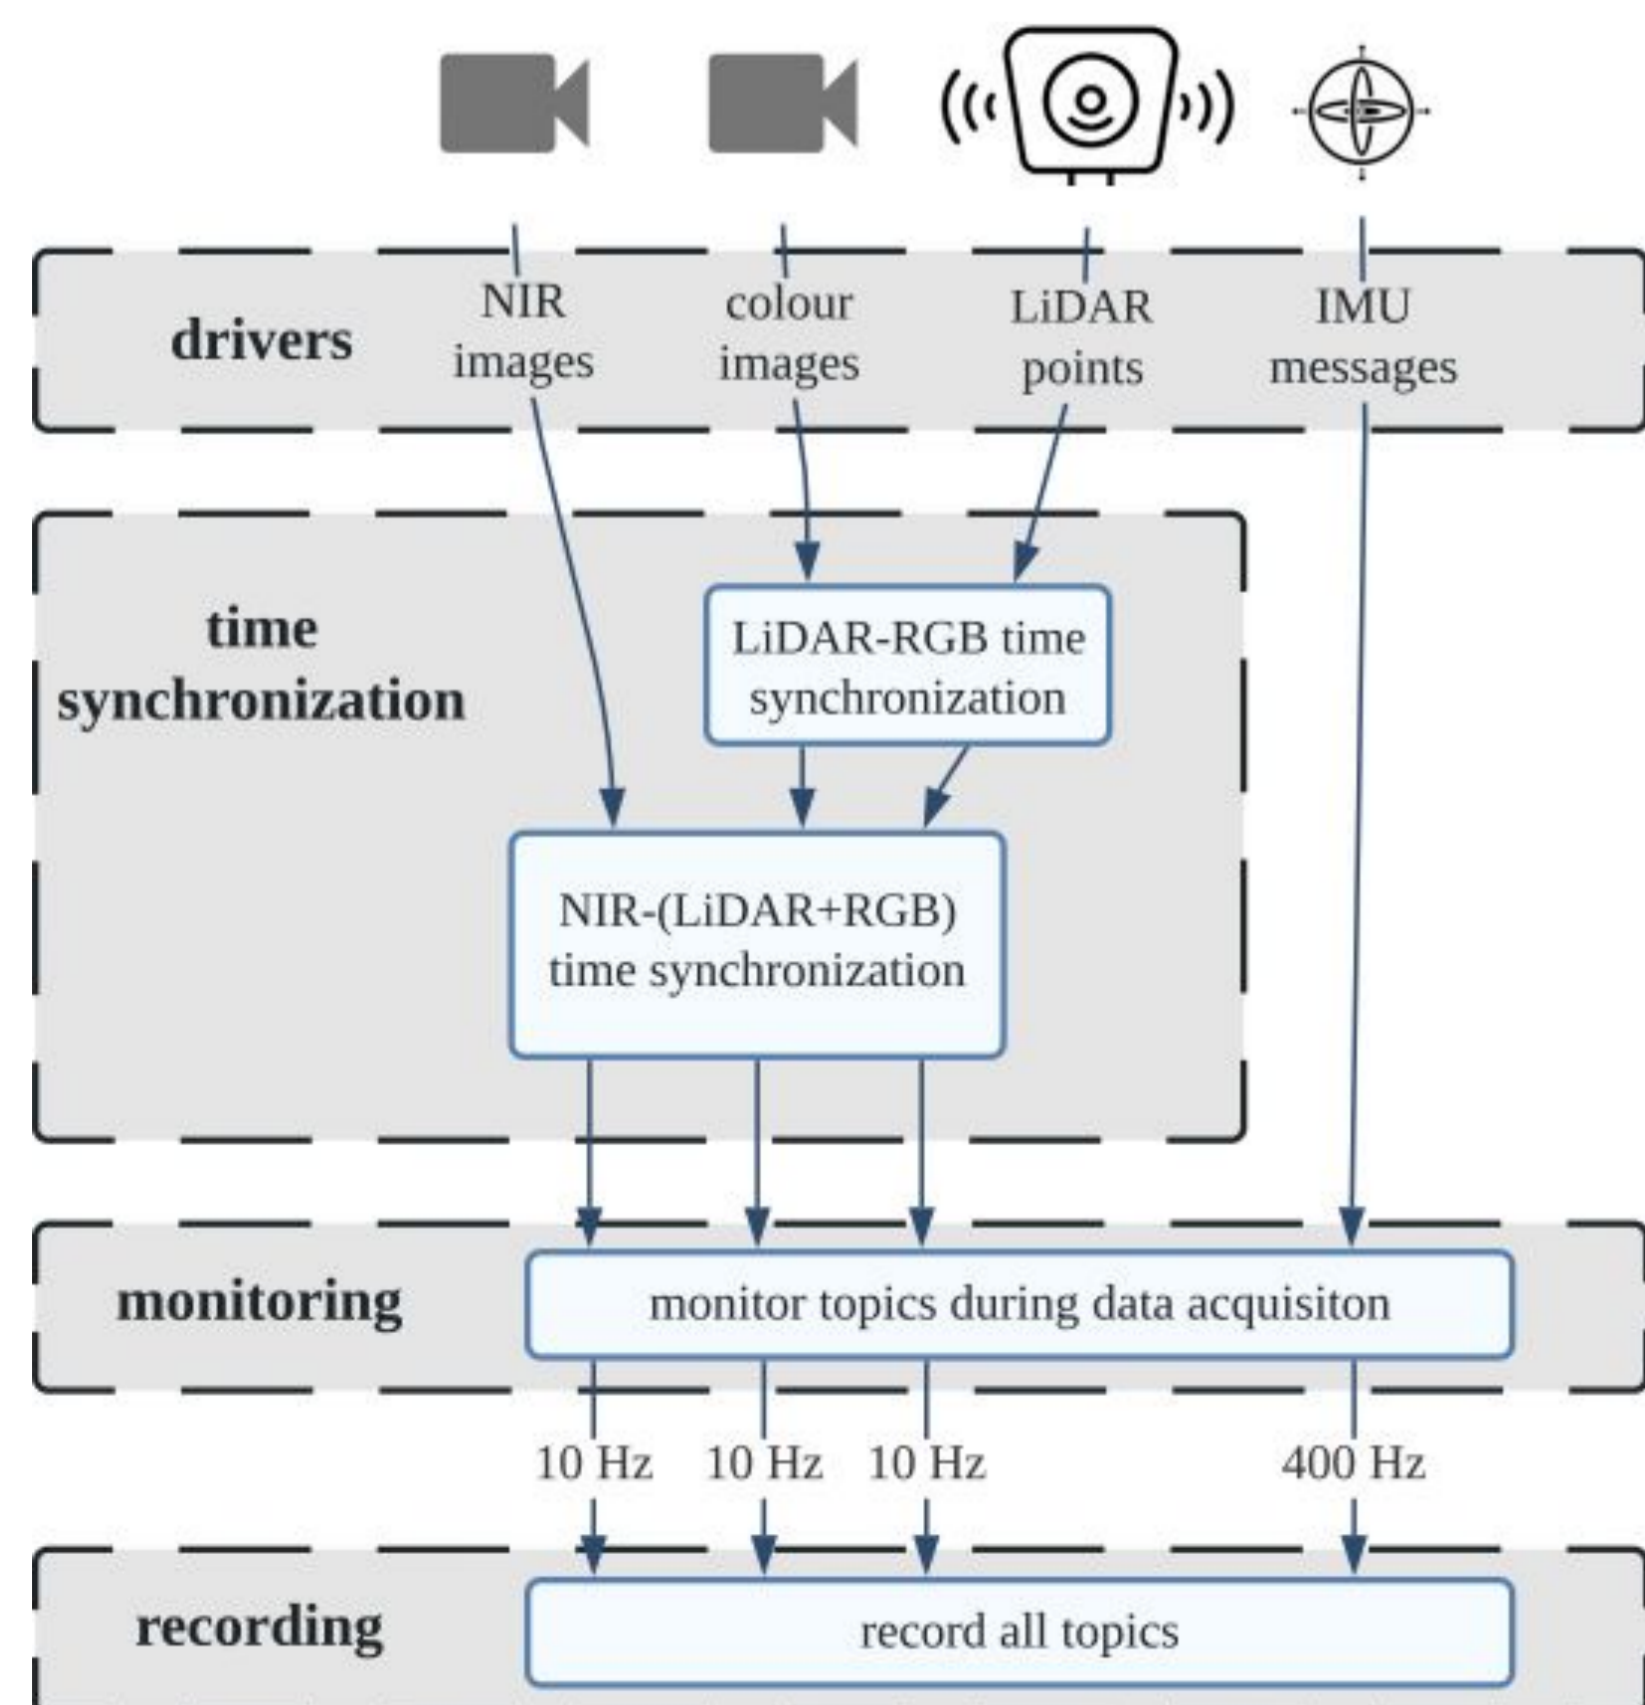 drivers
NIR
images
colour
images
LiDAR
points
IMU
messages
time
synchronization
LiDAR-RGB time
synchronization
NIR-(LiDAR+RGB)
time synchronization
monitoring
monitor topics during data acquisiton
10 Hz
10 Hz
10 Hz
400 Hz
recording
record all topics